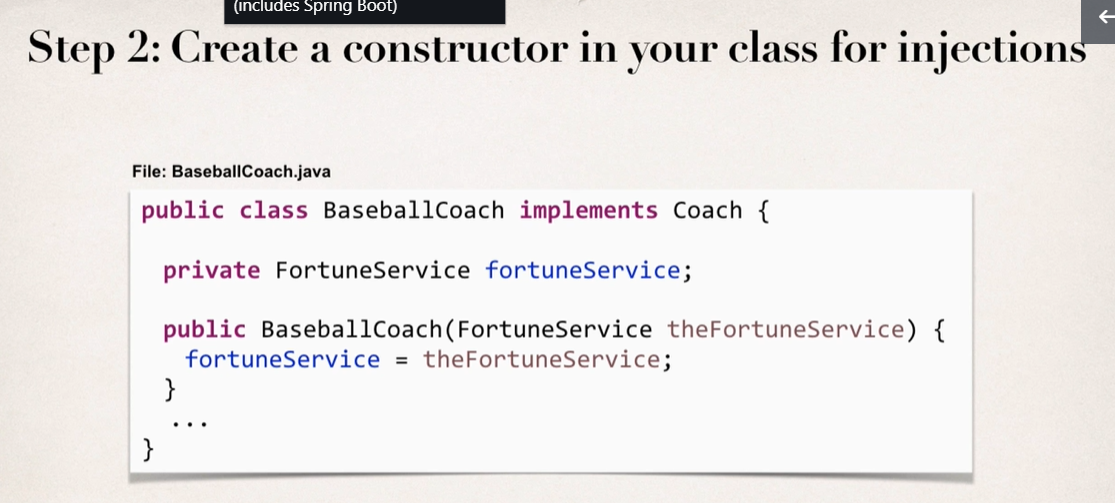 (includes Spring Boot)
Step 2: Create a constructor in your class for injections
File: BaseballCoach.java
public class BaseballCoach implements Coach {
private FortuneService fortuneService;
public BaseballCoach(FortuneService theFortuneService) {
fortuneService = theFortuneService;
}
...
}